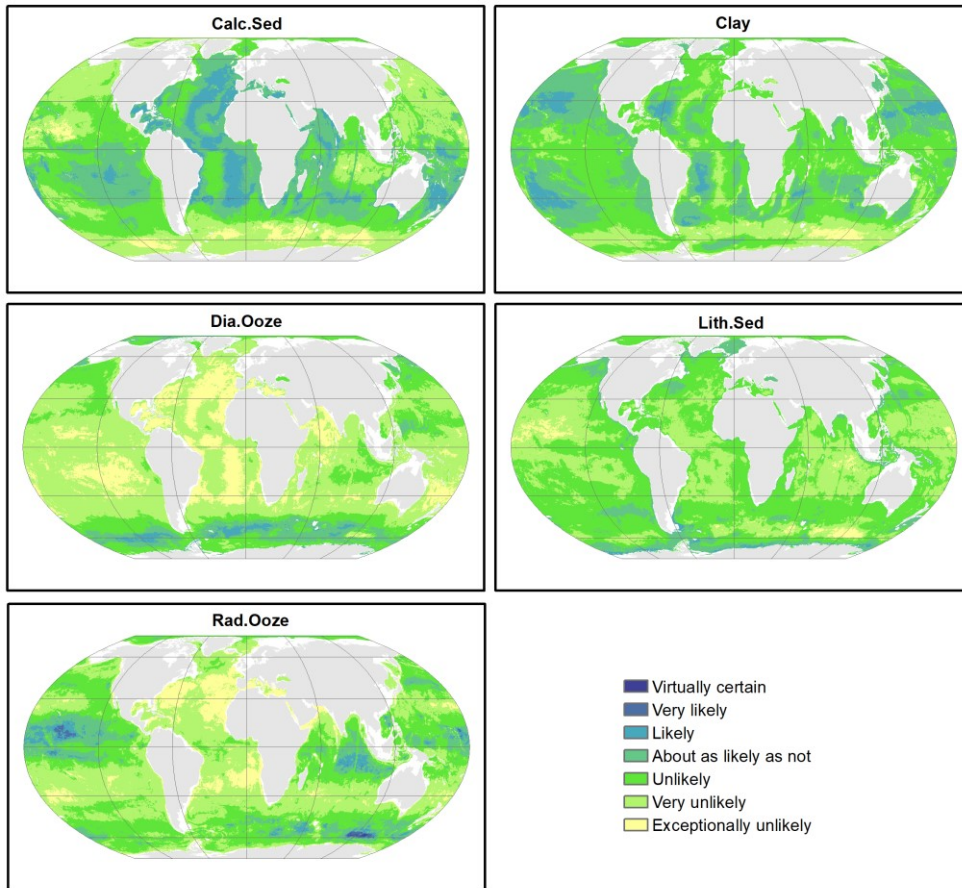 Calc.Sed
Clay
Dia.Ooze
Lith.Sed
Rad.Ooze
Virtually certain
Very likely
Likely
About as likely as not
Unlikely
Very unlikely
Exceptionally unlikely